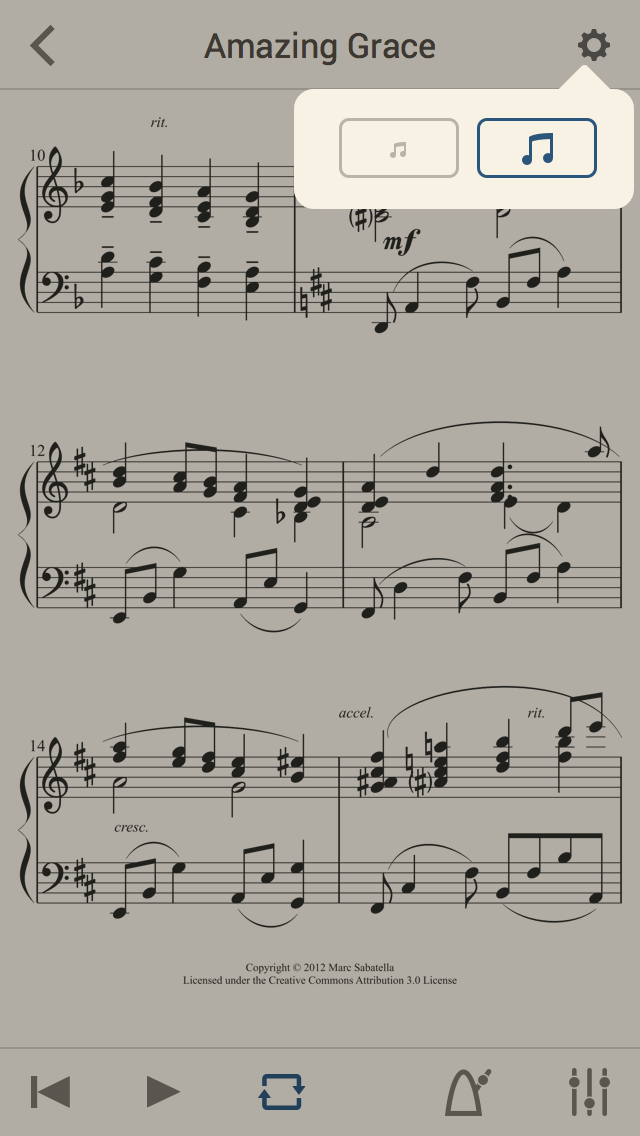 Amazing Grace
rit.
10
mf
12
accel.
rit.
14
cresc.
Copyright © 2012 Marc Sabatella
Licensed under the Creative Commons Attribution 3.0 License